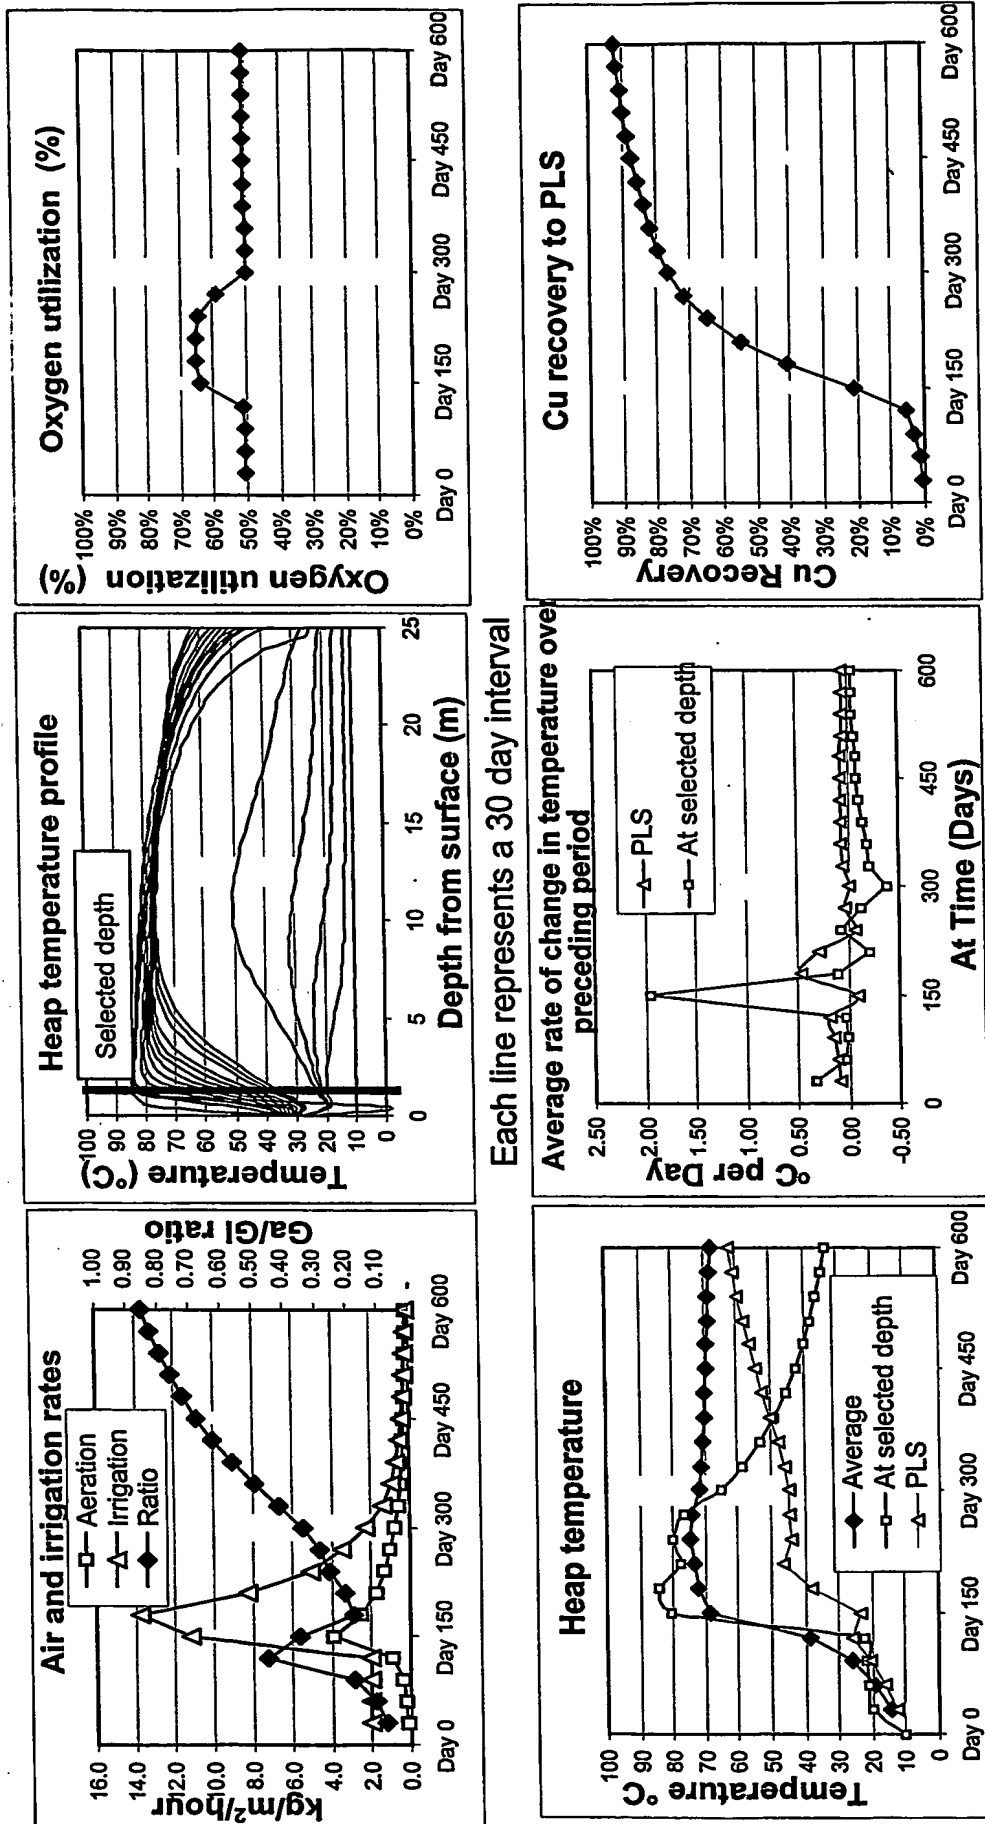 Air and irrigation rates
Aeration
Irrigation
Ratio
kg/m²/hour
16.0
14.0
12.0
10.0
8.0
6.0
4.0
2.0
0.0
Ga/Gl ratio
1.00
0.90
0.80
0.70
0.60
0.50
0.40
0.30
0.20
0.10
-
Day 0
Day 150
Day 300
Day 450
Day 600
Heap temperature profile
Selected depth
Temperature (°C)
100
90
80
70
60
50
40
30
20
10
0
0
5
10
15
20
25
Depth from surface (m)
Each line represents a 30 day interval
Oxygen utilization (%)
Oxygen utilization (%)
100%
90%
80%
70%
60%
50%
40%
30%
20%
10%
0%
Day 0
Day 150
Day 300
Day 450
Day 600
Heap temperature
Temperature °C
100
90
80
70
60
50
40
30
20
10
0
Average
At selected depth
PLS
Day 0
Day 150
Day 300
Day 450
Day 600
Average rate of change in temperature over
preceding period
PLS
At selected depth
°C per Day
2.50
2.00
1.50
1.00
0.50
0.00
-0.50
0
150
300
450
600
At Time (Days)
Cu recovery to PLS
Cu Recovery
100%
90%
80%
70%
60%
50%
40%
30%
20%
10%
0%
Day 0
Day 150
Day 300
Day 450
Day 600